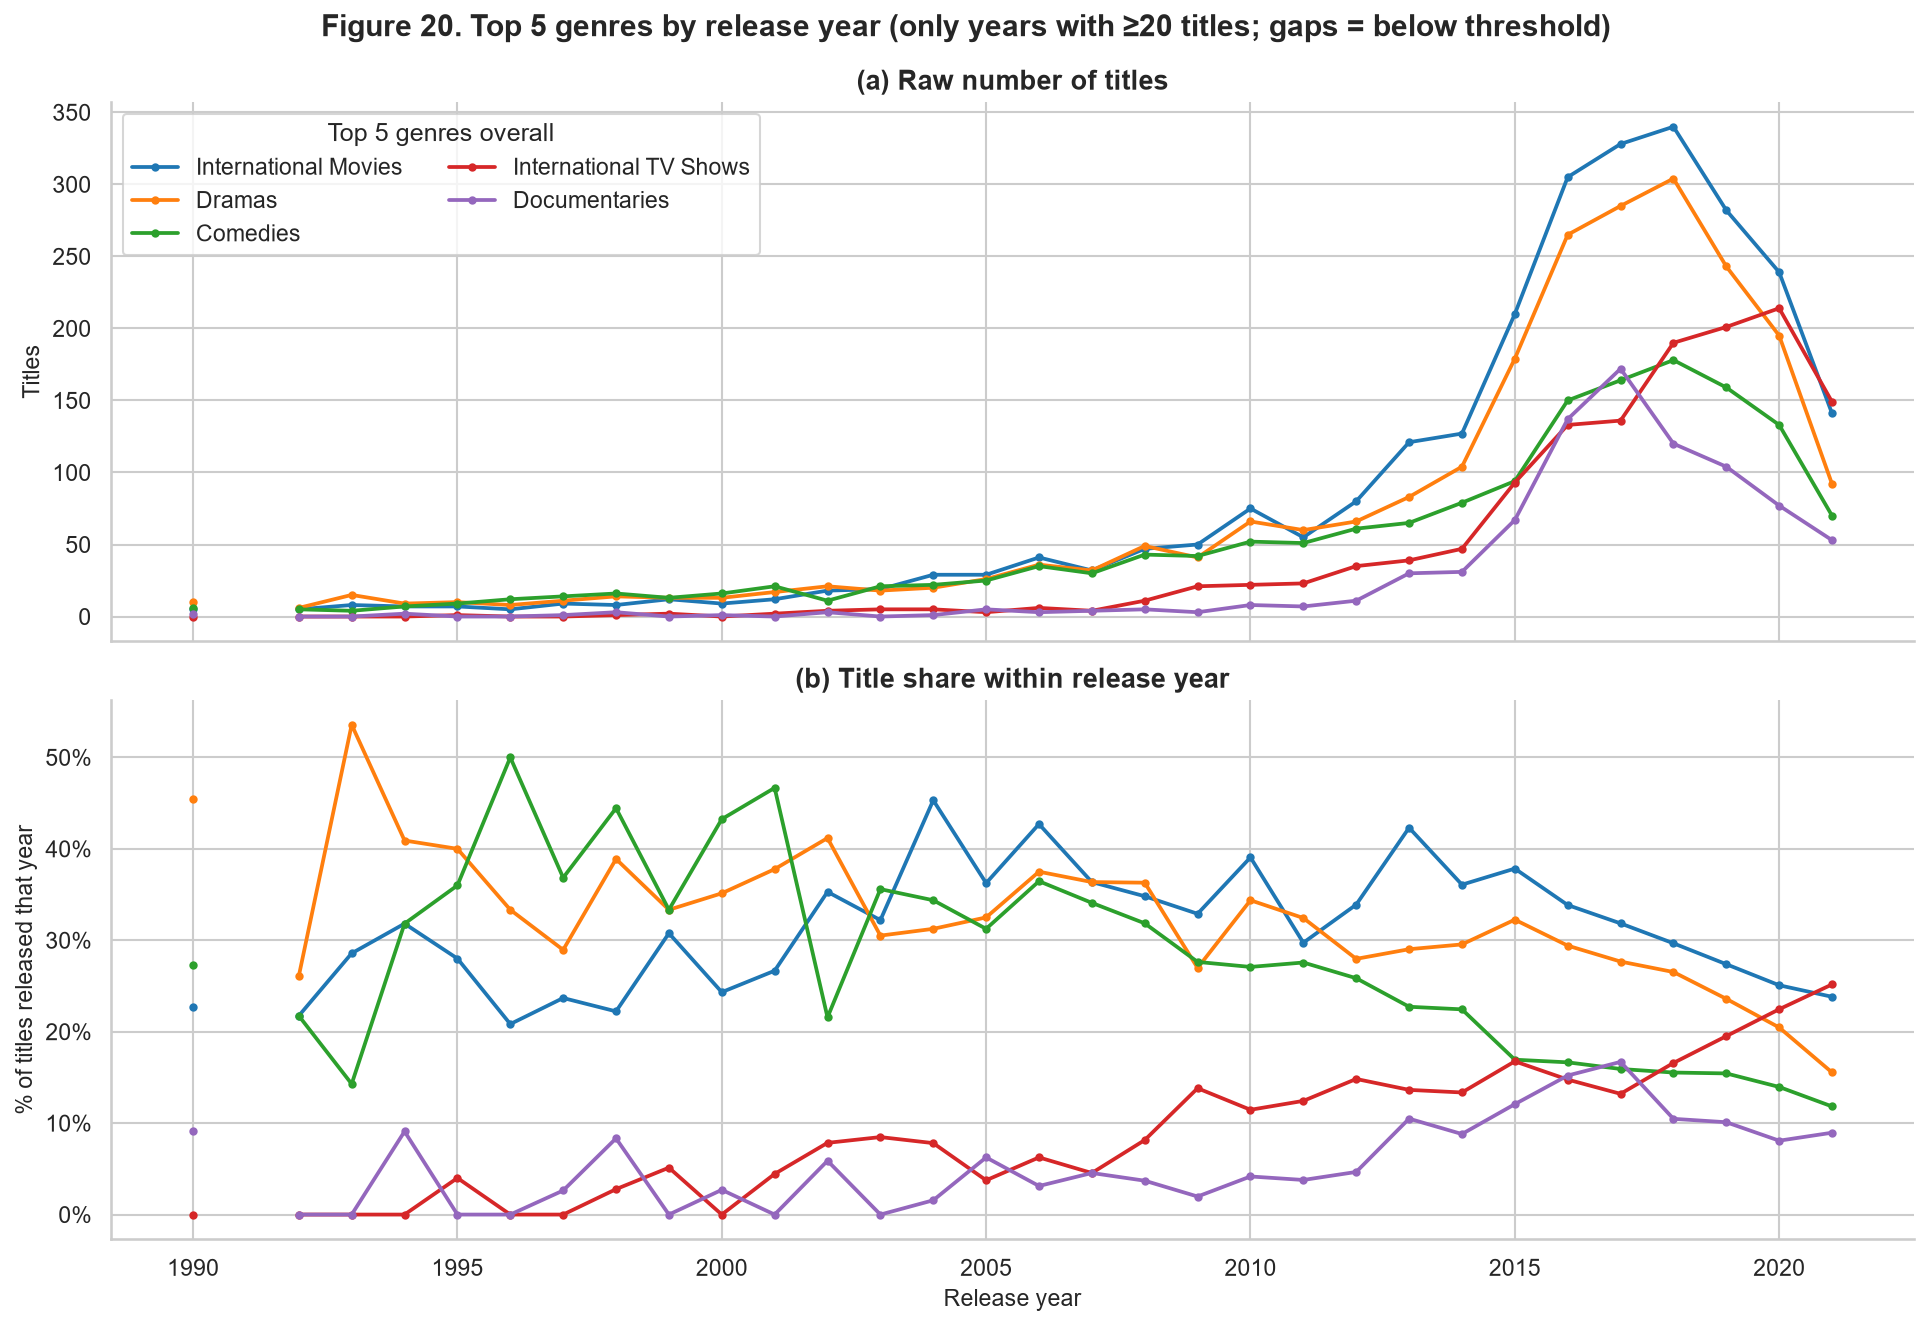 Figure 20. Top 5 genres by release year (only years with ≥20 titles; gaps = below threshold)
(a) Raw number of titles
Titles
350
300
250
200
150
100
50
0
Top 5 genres overall
International Movies
Dramas
Comedies
International TV Shows
Documentaries
(b) Title share within release year
% of titles released that year
50%
40%
30%
20%
10%
0%
1990
1995
2000
2005
2010
2015
2020
Release year